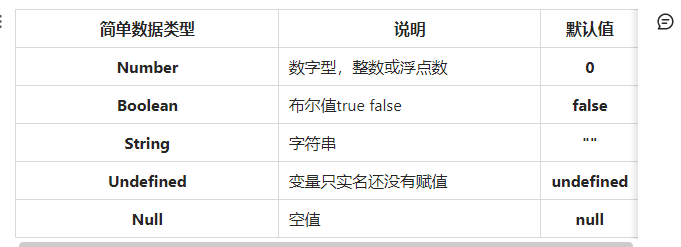 简单数据类型 说明 默认值
Number 数字型，整数或浮点数 0
Boolean 布尔值true false false
String 字符串 ""
Undefined 变量只实名还没有赋值 undefined
Null 空值 null